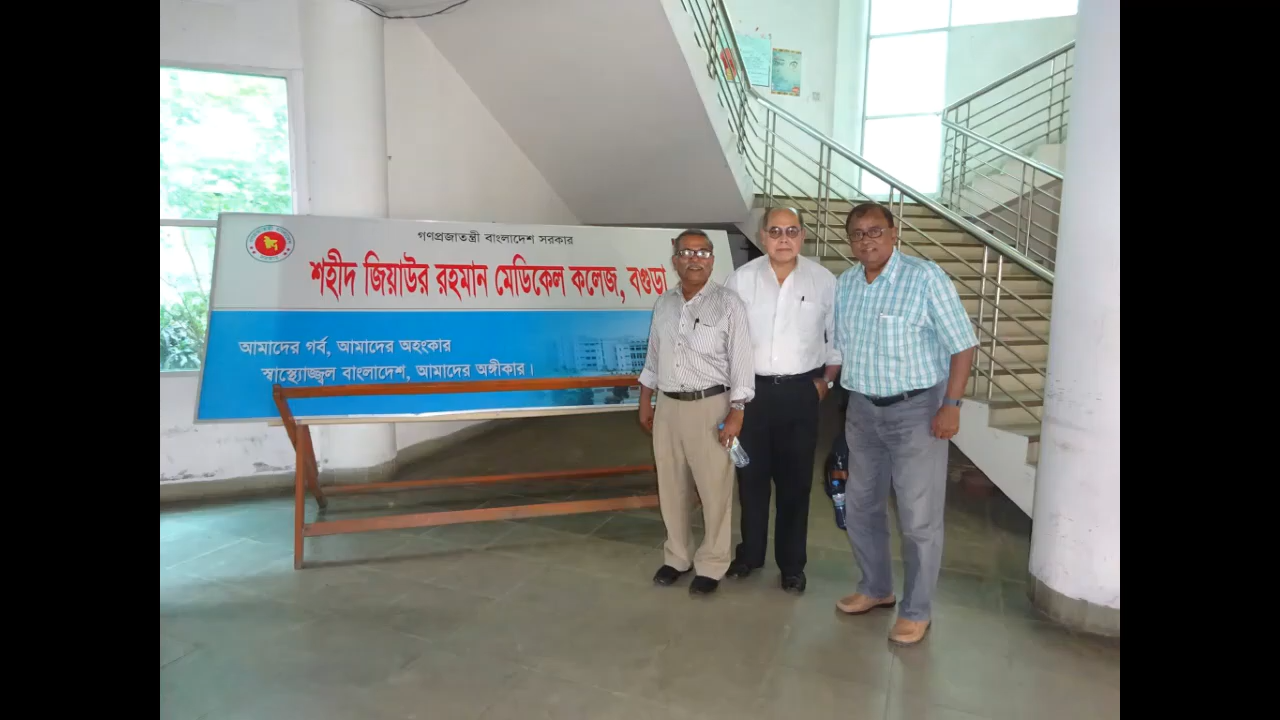 গণপ্রজাতন্ত্রী বাংলাদেশ সরকার
শহীদ জিয়াউর রহমান মেডিকেল কলেজ, বগুড়া
আমাদের গর্ব, আমাদের অহংকার
স্বাস্থ্যোজ্জ্বল বাংলাদেশ, আমাদের অঙ্গীকার।